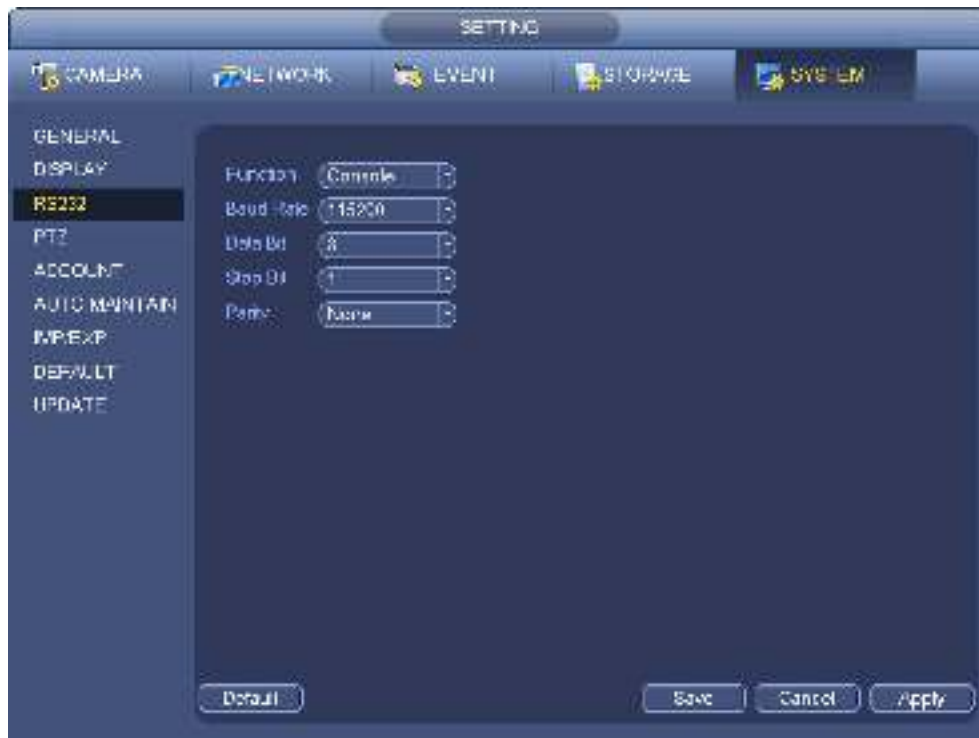 SETTING
CAMERA NETWORK EVENT STORAGE SYSTEM
GENERAL
DISPLAY
RS232
PTZ
ACCOUNT
AUTO MAINTAIN
IMP/EXP
DEFAULT
UPDATE
Function Console
Baud Rate 115200
Data Bit 8
Stop Bit 1
Parity None
Default Save Cancel Apply